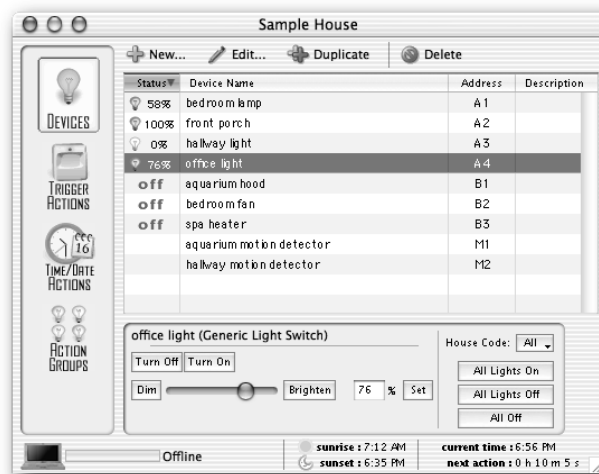 Sample House
New... Edit... Duplicate Delete
DEVICES
TRIGGER
ACTIONS
16
TIME/DATE
ACTIONS
ACTION
GROUPS
Status Device Name Address Description
58% bedroom lamp A1
100% front porch A2
0% hallway light A3
76% office light A4
off aquarium hood B1
off bedroom fan B2
off spa heater B3
aquarium motion detector M1
hallway motion detector M2
office light (Generic Light Switch)
Turn Off Turn On
Dim Brighten 76 % Set
House Code: All
All Lights On
All Lights Off
All Off
Offline
sunrise : 7:12 AM
sunset : 6:35 PM
current time : 6:56 PM
next action : 0 h 10 m 5 s